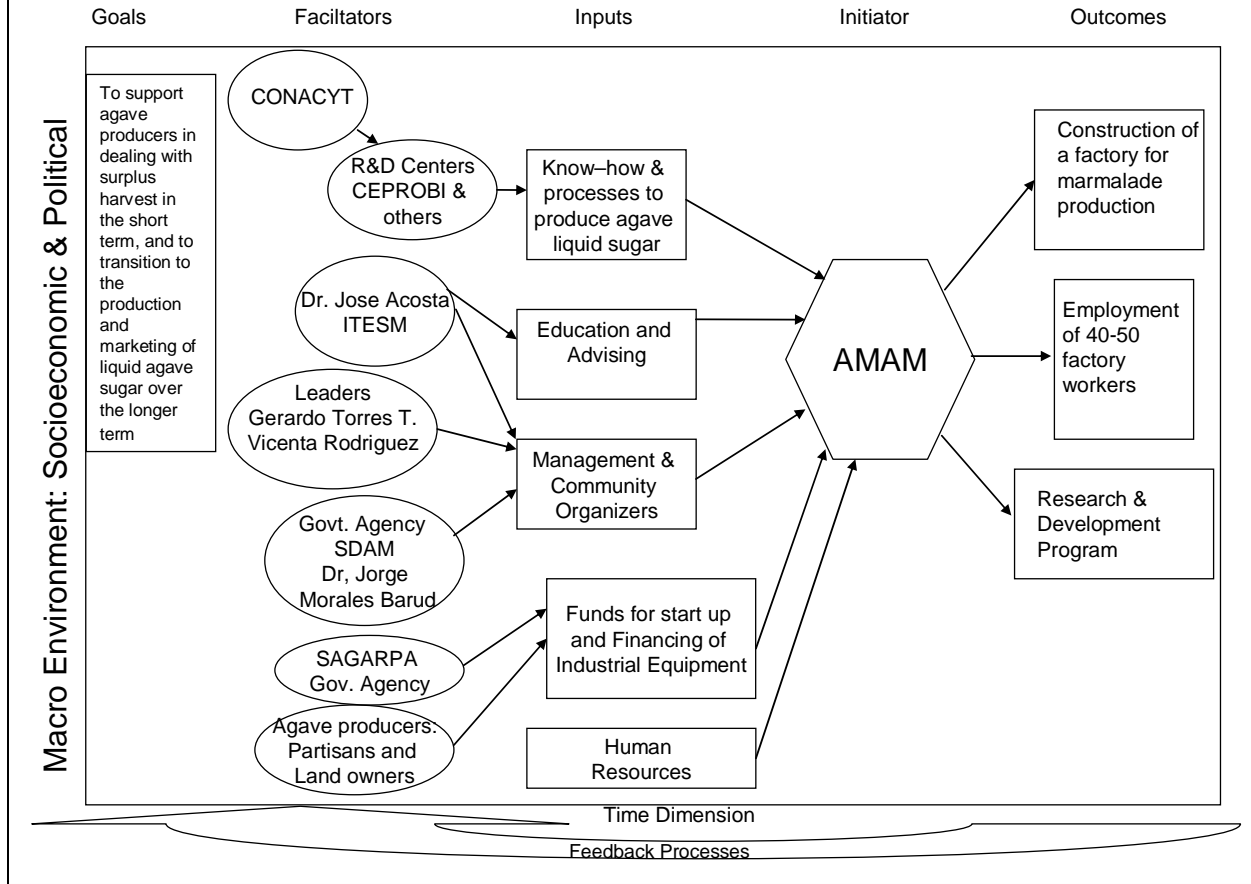 Goals
Facilitators
Inputs
Initiator
Outcomes
Macro Environment: Socioeconomic & Political
To support
agave
producers in
dealing with
surplus
harvest in
the short
term, and to
transition to
the
production
and
marketing of
liquid agave
sugar over
the longer
term
CONACYT
R&D Centers
CEPROBI &
others
Dr. Jose Acosta
ITESM
Leaders
Gerardo Torres T.
Vicenta Rodriguez
Govt. Agency
SDAM
Dr, Jorge
Morales Barud
SAGARPA
Gov. Agency
Agave producers:
Partisans and
Land owners
Know–how &
processes to
produce agave
liquid sugar
Education and
Advising
Management &
Community
Organizers
Funds for start up
and Financing of
Industrial Equipment
Human
Resources
AMAM
Construction of
a factory for
marmalade
production
Employment
of 40-50
factory
workers
Research &
Development
Program
Time Dimension
Feedback Processes